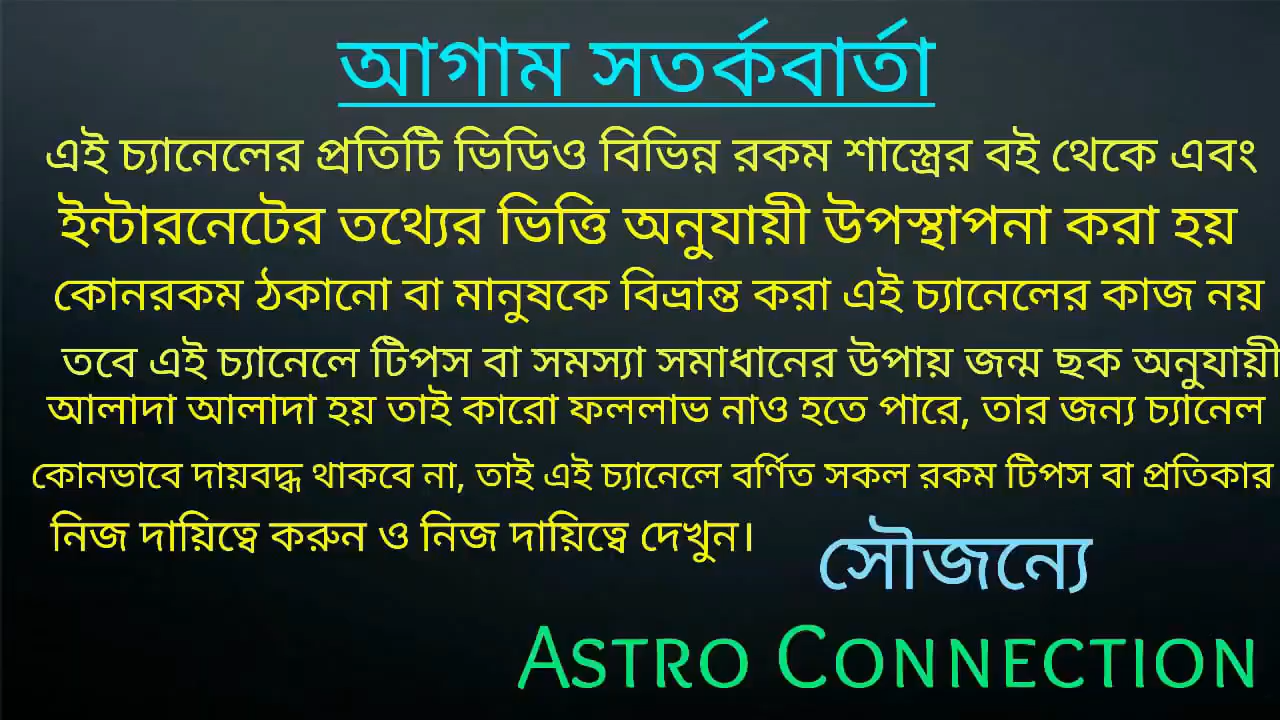 আগাম সতর্কবার্তা
এই চ্যানেলের প্রতিটি ভিডিও বিভিন্ন রকম শাস্ত্রের বই থেকে এবং
ইন্টারনেটের তথ্যের ভিত্তি অনুযায়ী উপস্থাপনা করা হয়
কোনরকম ঠকানো বা মানুষকে বিভ্রান্ত করা এই চ্যানেলের কাজ নয়
তবে এই চ্যানেলে টিপস বা সমস্যা সমাধানের উপায় জন্ম ছক অনুযায়ী
আলাদা আলাদা হয় তাই কারো ফললাভ নাও হতে পারে, তার জন্য চ্যানেল
কোনভাবে দায়বদ্ধ থাকবে না, তাই এই চ্যানেলে বর্ণিত সকল রকম টিপস বা প্রতিকার
নিজ দায়িত্বে করুন ও নিজ দায়িত্বে দেখুন।
সৌজন্যে
ASTRO CONNECTION